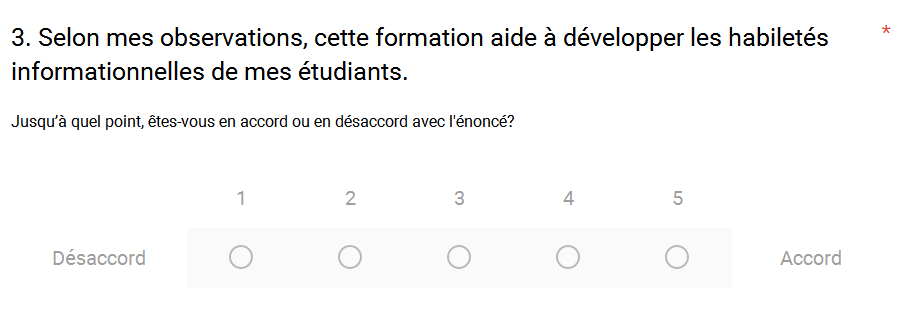 3. Selon mes observations, cette formation aide à développer les habiletés *
informationnelles de mes étudiants.
Jusqu'à quel point, êtes-vous en accord ou en désaccord avec l'énoncé?
1 2 3 4 5
Désaccord Accord